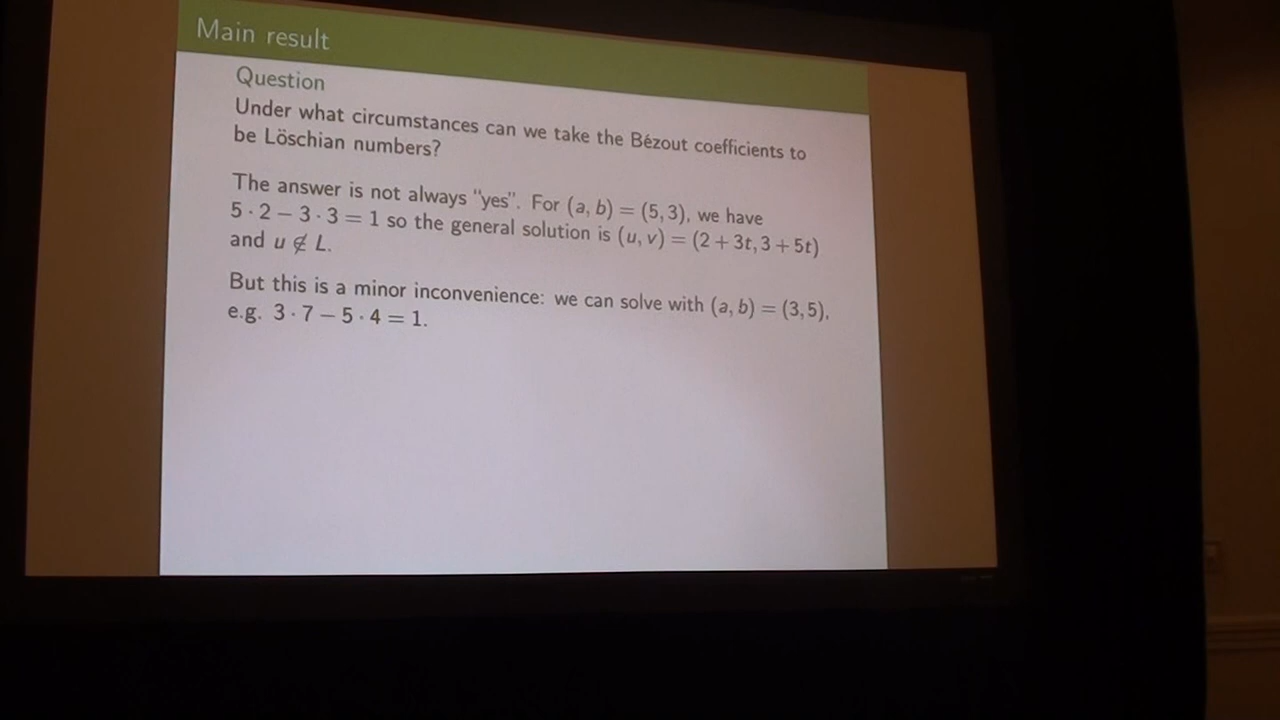 Main result
Question
Under what circumstances can we take the Bézout coefficients to
be Löschian numbers?
The answer is not always “yes”. For (a, b) = (5, 3), we have
5 · 2 − 3 · 3 = 1 so the general solution is (u, v) = (2 + 3t, 3 + 5t)
and u ∉ L.
But this is a minor inconvenience: we can solve with (a, b) = (3, 5),
e.g. 3 · 7 − 5 · 4 = 1.